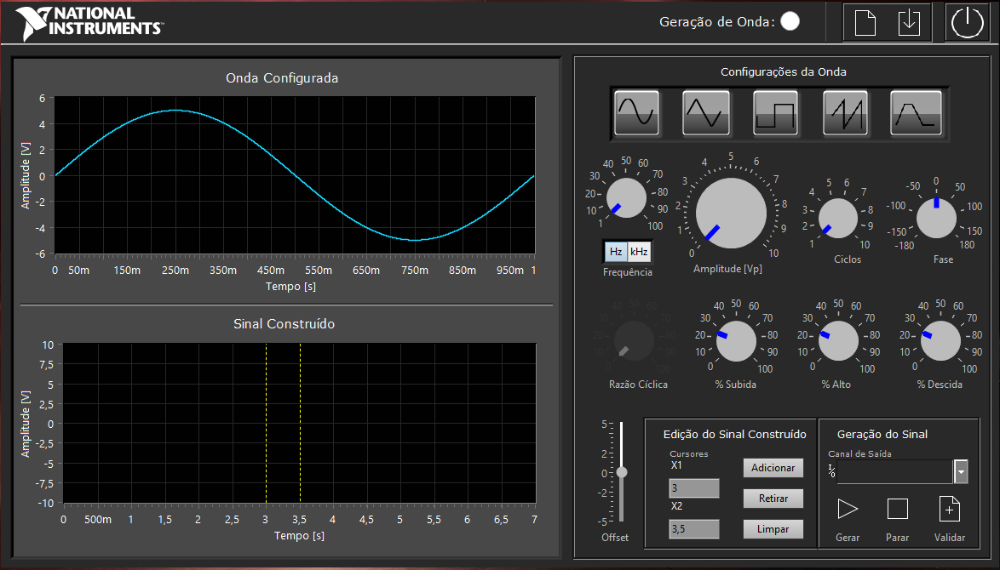 NATIONAL
INSTRUMENTS™
Geração de Onda:
Onda Configurada
6
4
2
0
-2
-4
-6
Amplitude [V]
0 50m 150m 250m 350m 450m 550m 650m 750m 850m 950m 1
Tempo [s]
Sinal Construído
10
7,5
5
2,5
0
-2,5
-5
-7,5
-10
Amplitude [V]
0 500m 1 1,5 2 2,5 3 3,5 4 4,5 5 5,5 6 6,5 7
Tempo [s]
Configurações da Onda
1 10 20 30 40 50 60 70 80 90 100
Hz kHz
Frequência
0 1 2 3 4 5 6 7 8 9 10
Amplitude [Vp]
1 2 3 4 5 6 7 8 9 10
Ciclos
-180 -150 -100 -50 0 50 100 150 180
Fase
0 10 20 30 40 50 60 70 80 90 100
Razão Cíclica
0 10 20 30 40 50 60 70 80 90 100
% Subida
0 10 20 30 40 50 60 70 80 90 100
% Alto
0 10 20 30 40 50 60 70 80 90 100
% Descida
5
2
0
-2
-5
Offset
Edição do Sinal Construído
Cursores
X1
3
X2
3,5
Adicionar
Retirar
Limpar
Geração do Sinal
Canal de Saída
I/O
Gerar Parar Validar